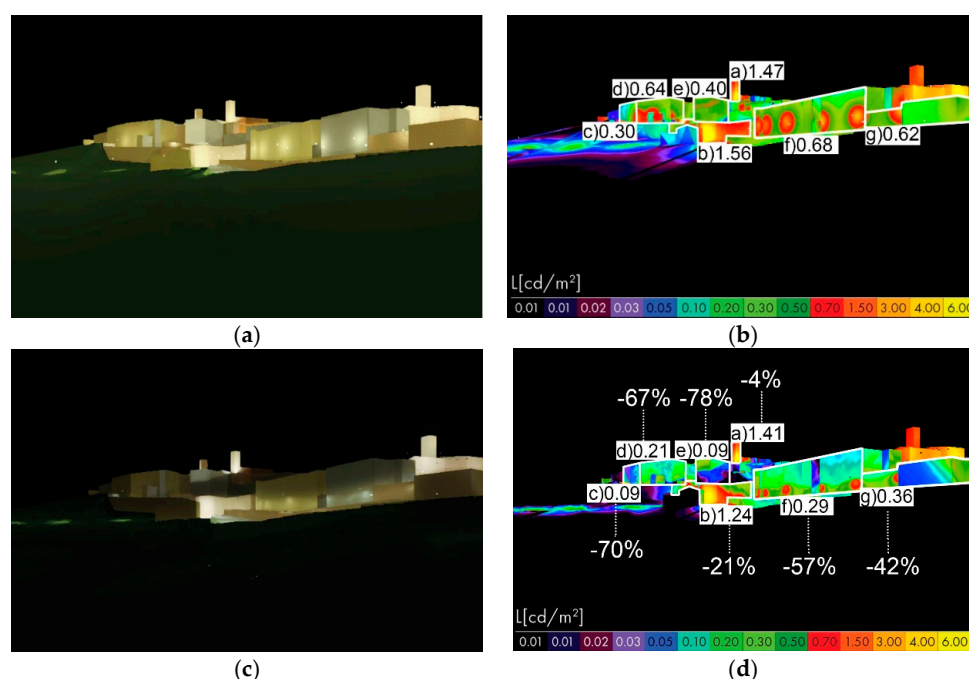 a)1.47
d)0.64 e)0.40
c)0.30
b)1.56
f)0.68
g)0.62
L[cd/m²]
0.01 0.01 0.02 0.03 0.05 0.10 0.20 0.30 0.50 0.70 1.50 3.00 4.00 6.00
(a) (b)
-4%
-67% -78%
a)1.41
d)0.21 e)0.09
c)0.09
b)1.24
f)0.29
g)0.36
-70%
-21% -57% -42%
L[cd/m²]
0.01 0.01 0.02 0.03 0.05 0.10 0.20 0.30 0.50 0.70 1.50 3.00 4.00 6.00
(c) (d)